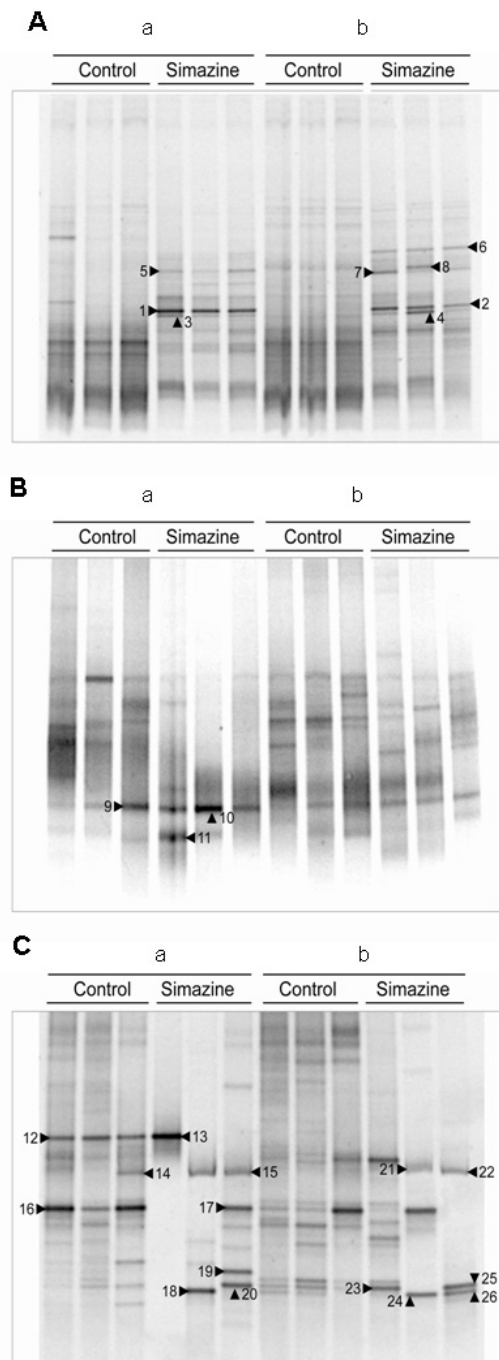 A
a b
Control Simazine Control Simazine
5 7 8 6
1 3 4 2
B
a b
Control Simazine Control Simazine
9 10
11
C
a b
Control Simazine Control Simazine
12 13
14 15 21 22
16 17
19 25
18 20 23 24 26